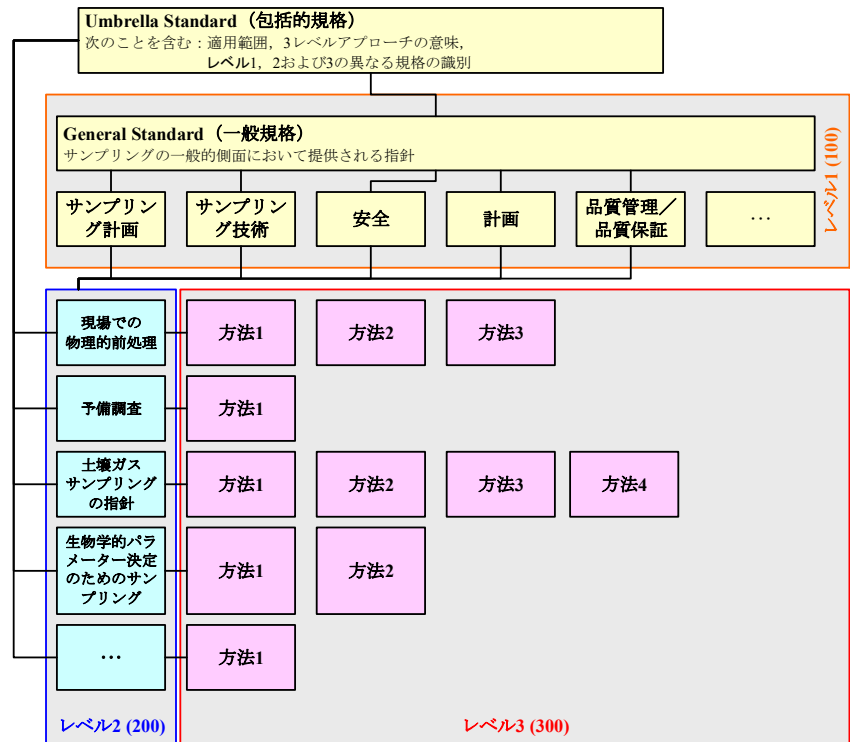 Umbrella Standard（包括的規格）
次のことを含む：適用範囲，3レベルアプローチの意味，
レベル1，2および3の異なる規格の識別
General Standard（一般規格）
サンプリングの一般的側面において提供される指針
レベル1 (100)
サンプリン
グ計画
サンプリン
グ技術
安全
計画
品質管理／
品質保証
…
現場での
物理的前処理
方法1
方法2
方法3
予備調査
方法1
土壌ガス
サンプリング
の指針
方法1
方法2
方法3
方法4
生物学的パラ
メーター決定
のためのサン
プリング
方法1
方法2
…
方法1
レベル2 (200)
レベル3 (300)